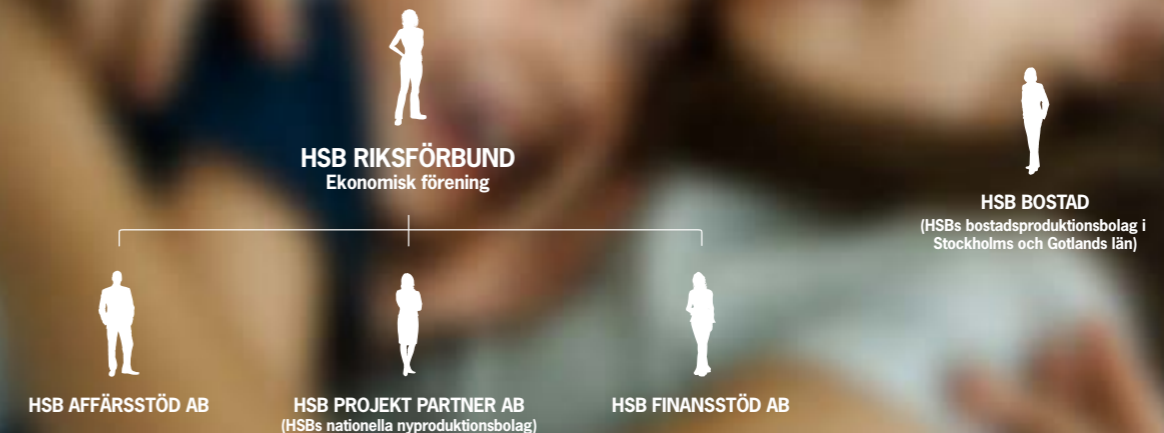 HSB RIKSFÖRBUND
Ekonomisk förening
HSB BOSTAD
(HSBs bostadsproduktionsbolag i
Stockholms och Gotlands län)
HSB AFFÄRSSTÖD AB
HSB PROJEKT PARTNER AB
(HSBs nationella nyproduktionsbolag)
HSB FINANSSTÖD AB